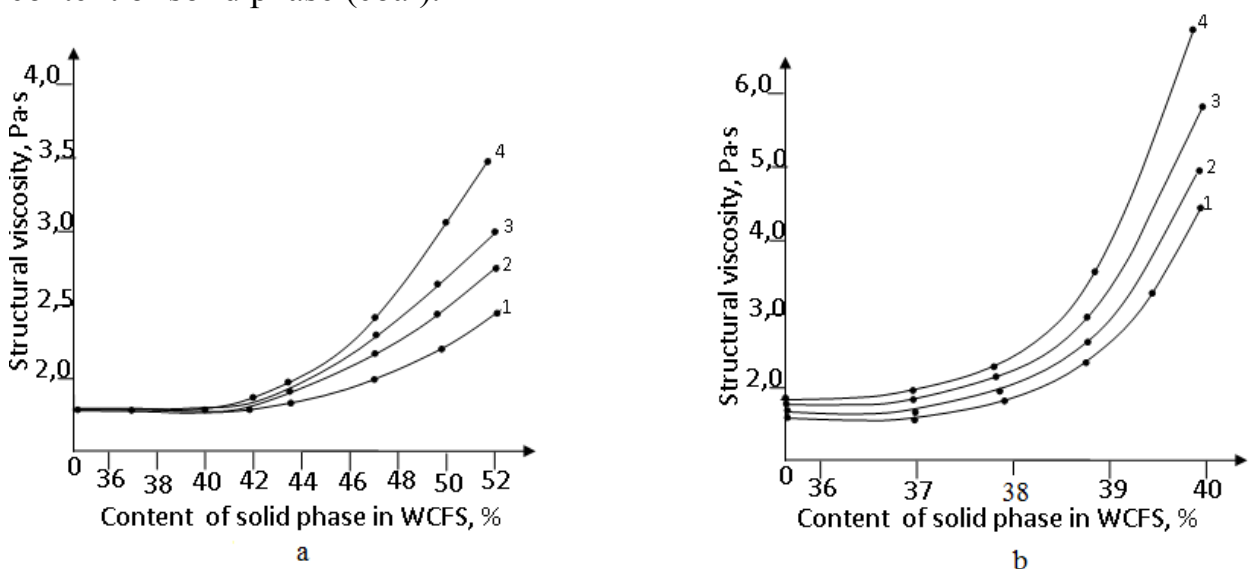 content of solid phase (coal).
4,0
3,5
3,0
2,5
2,0
Structural viscosity, Pa·s
4
3
2
1
0 36 38 40 42 44 46 48 50 52
Content of solid phase in WCFS, %
a
6,0
5,0
4,0
3,0
2,0
Structural viscosity, Pa·s
4
3
2
1
0 36 37 38 39 40
Content of solid phase in WCFS, %
b